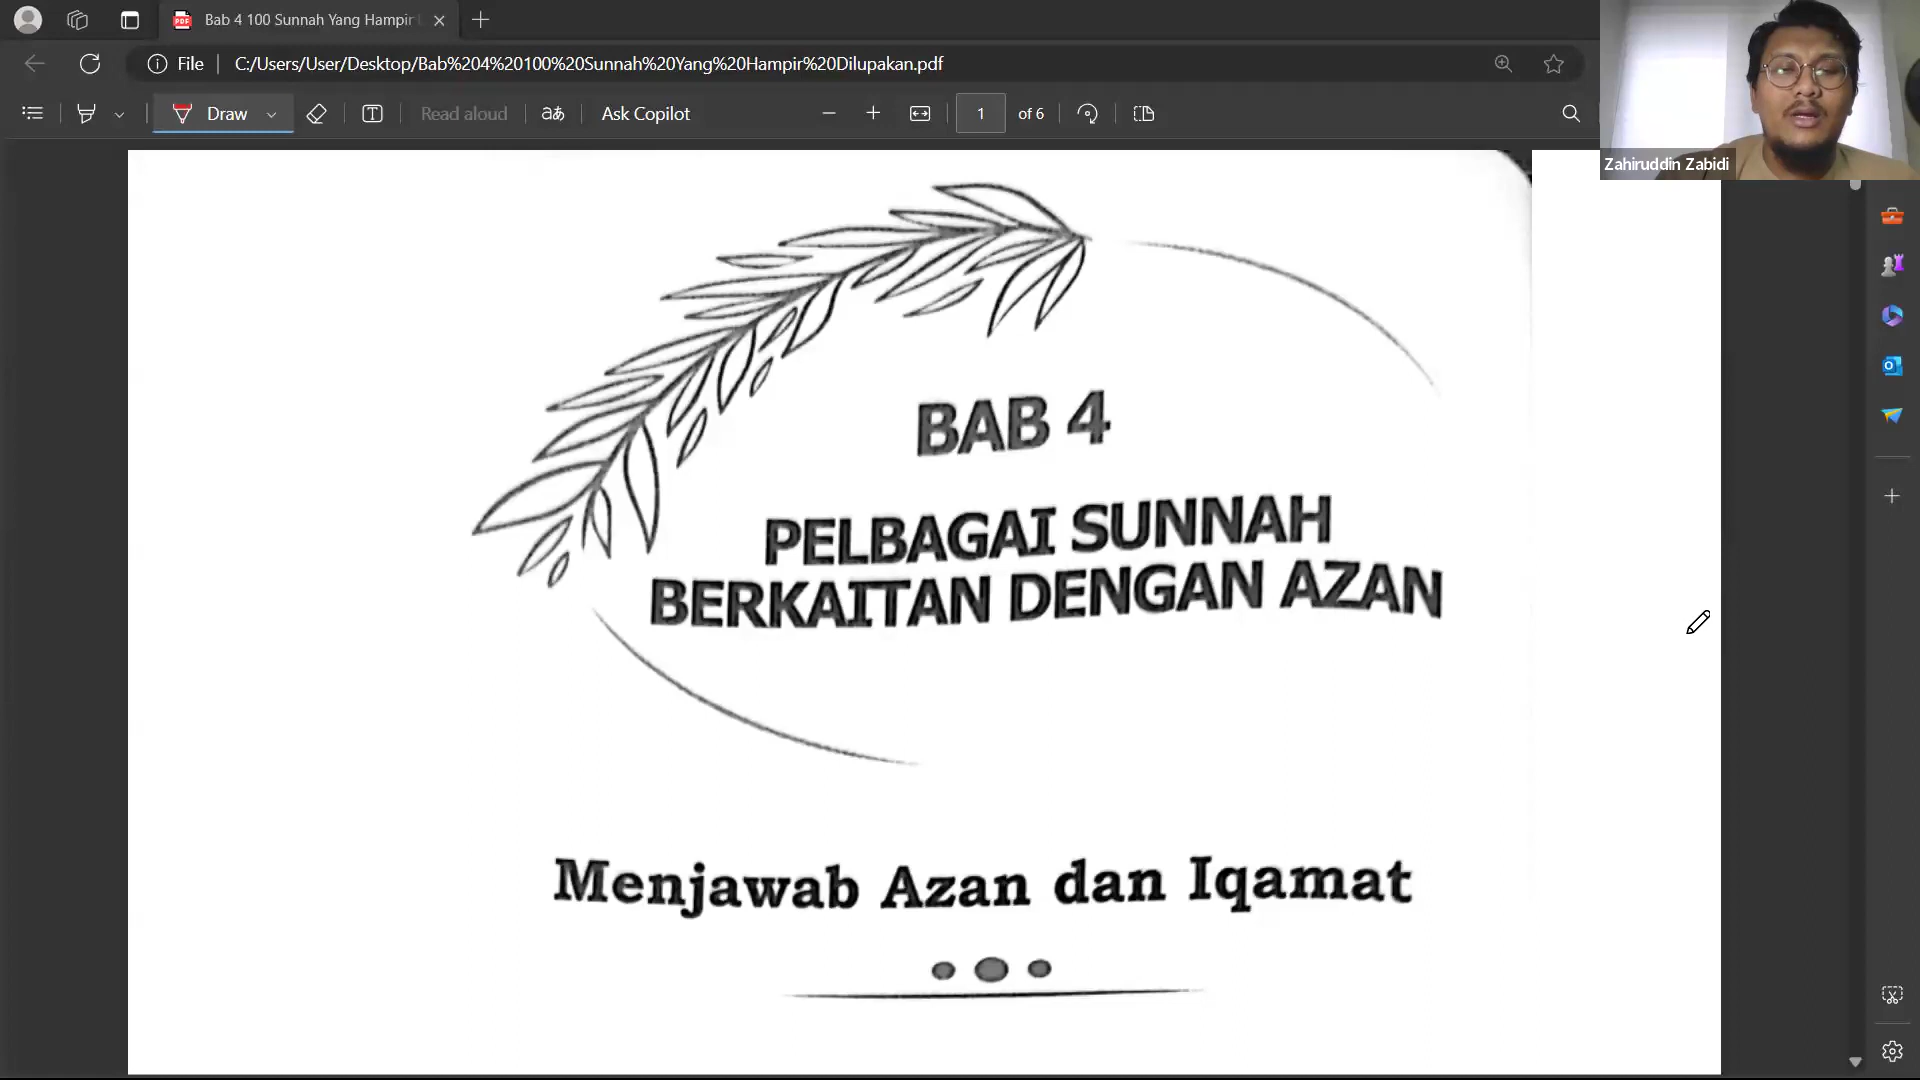 Bab 4 100 Sunnah Yang Hampir
File
C:/Users/User/Desktop/Bab%204%20100%20Sunnah%20Yang%20Hampir%20Dilupakan.pdf
Draw
Read aloud
aあ
Ask Copilot
1
of 6
Zahiruddin Zabidi
BAB 4
PELBAGAI SUNNAH
BERKAITAN DENGAN AZAN
Menjawab Azan dan Iqamat